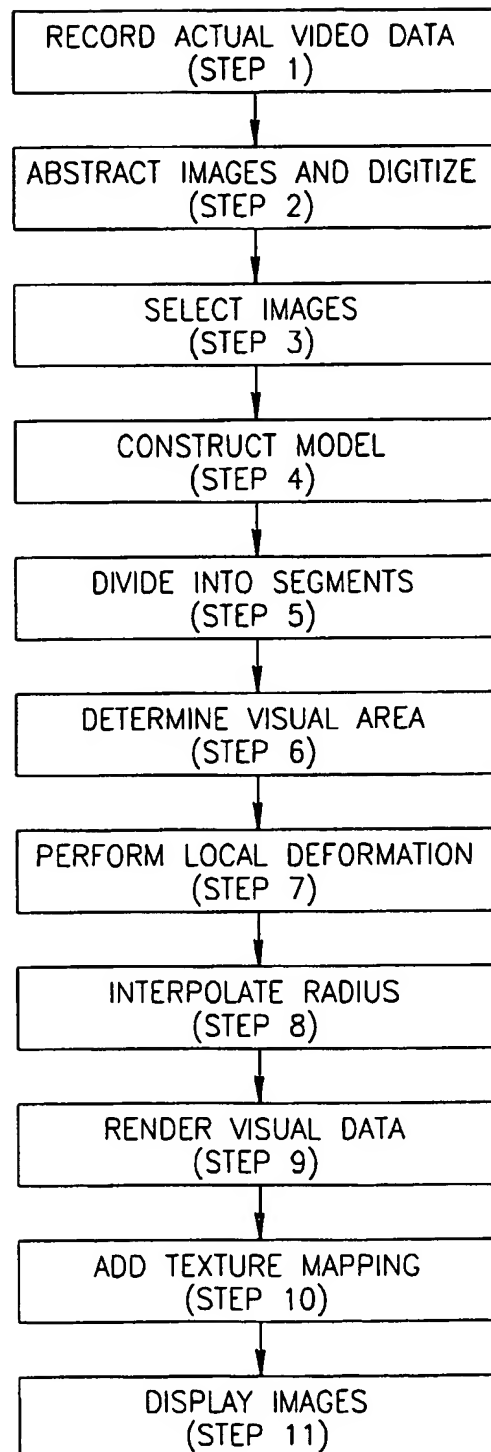 RECORD ACTUAL VIDEO DATA
(STEP 1)
ABSTRACT IMAGES AND DIGITIZE
(STEP 2)
SELECT IMAGES
(STEP 3)
CONSTRUCT MODEL
(STEP 4)
DIVIDE INTO SEGMENTS
(STEP 5)
DETERMINE VISUAL AREA
(STEP 6)
PERFORM LOCAL DEFORMATION
(STEP 7)
INTERPOLATE RADIUS
(STEP 8)
RENDER VISUAL DATA
(STEP 9)
ADD TEXTURE MAPPING
(STEP 10)
DISPLAY IMAGES
(STEP 11)